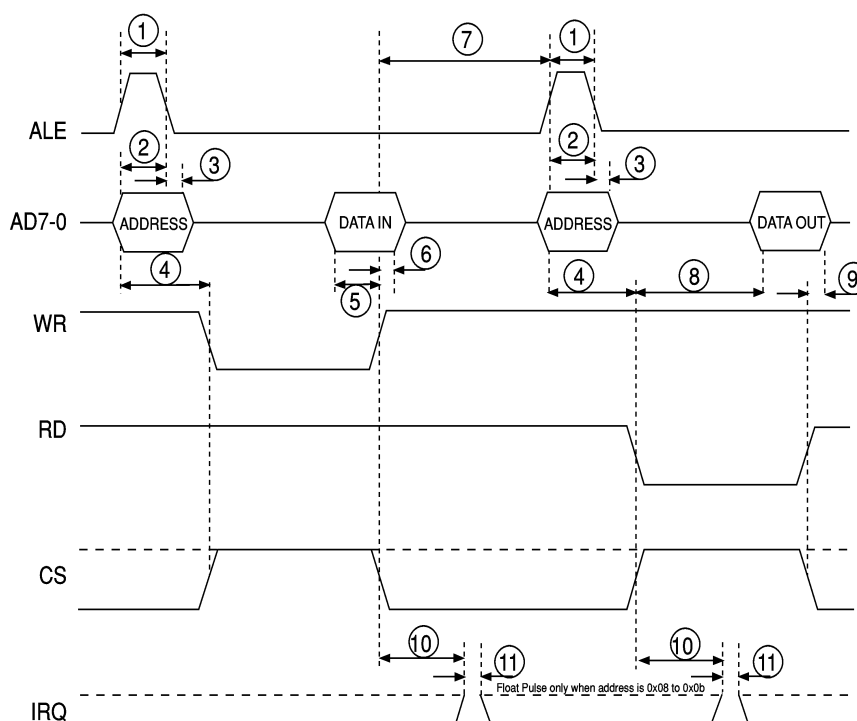 1 7 1
ALE
2 3 2 3
AD7-0 ADDRESS DATA IN ADDRESS DATA OUT
4 5 6 4 8 9
WR
RD
CS
10 11 10 11
Float Pulse only when address is 0x08 to 0x0b
IRQ